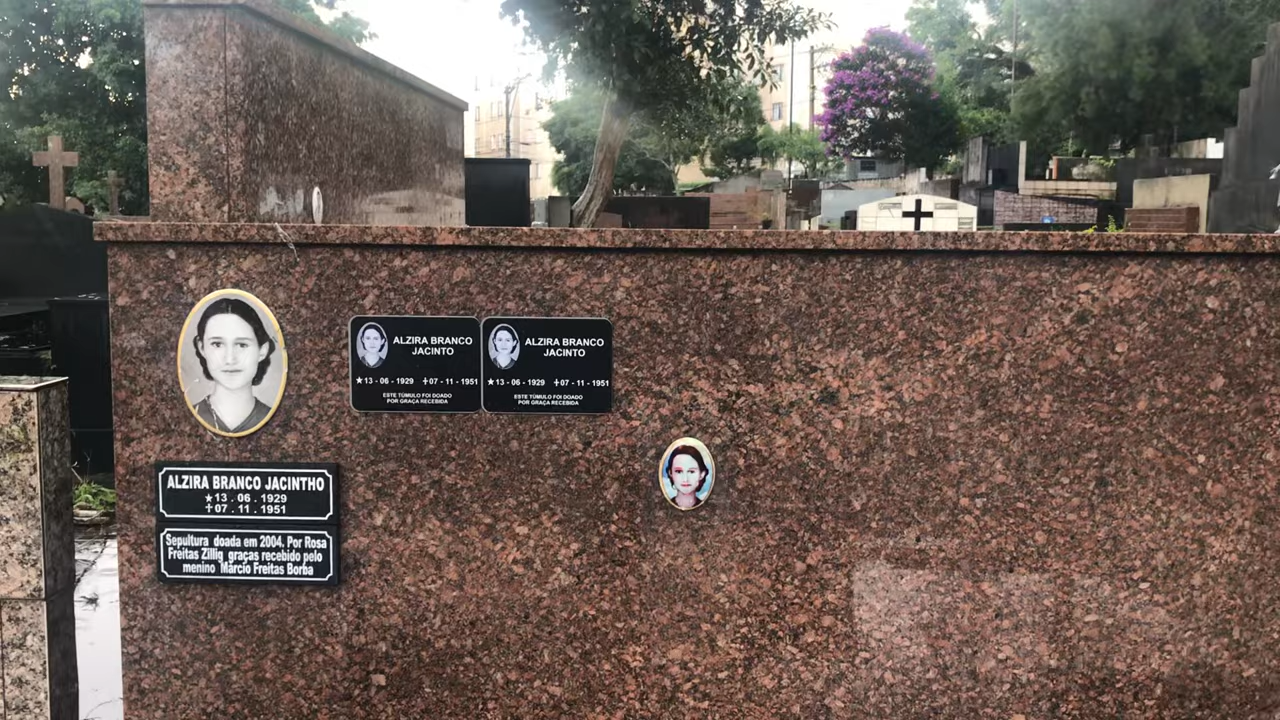 ALZIRA BRANCO
JACINTO
★13 - 06 - 1929 ✝07 - 11 - 1951
ESTE TÚMULO FOI DOADO
POR GRAÇA RECEBIDA
ALZIRA BRANCO
JACINTO
★13 - 06 - 1929 ✝07 - 11 - 1951
ESTE TÚMULO FOI DOADO
POR GRAÇA RECEBIDA
ALZIRA BRANCO JACINTHO
★13 . 06 . 1929
✝07 . 11 . 1951
Sepultura doada em 2004. Por Rosa
Freitas Zillig graças recebido pelo
menino Márcio Freitas Borba